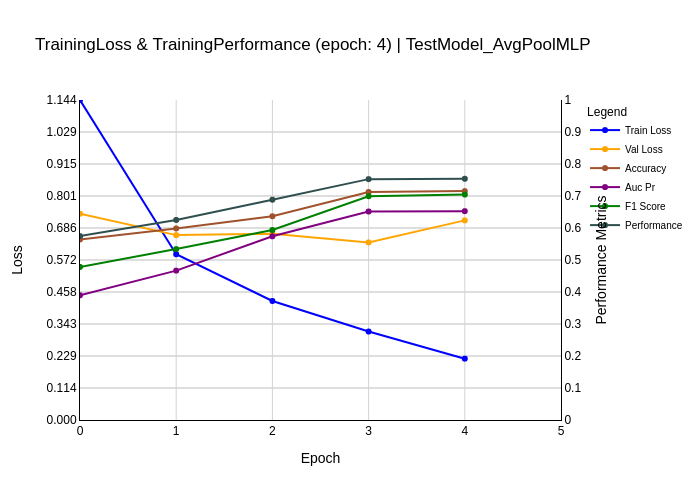 TrainingLoss & TrainingPerformance (epoch: 4) | TestModel_AvgPoolMLP
Loss
1.144
1.029
0.915
0.801
0.686
0.572
0.458
0.343
0.229
0.114
0.000
0
1
2
3
4
5
Epoch
1
0.9
0.8
0.7
0.6
0.5
0.4
0.3
0.2
0.1
0
Performance Metrics
Legend
Train Loss
Val Loss
Accuracy
Auc Pr
F1 Score
Performance